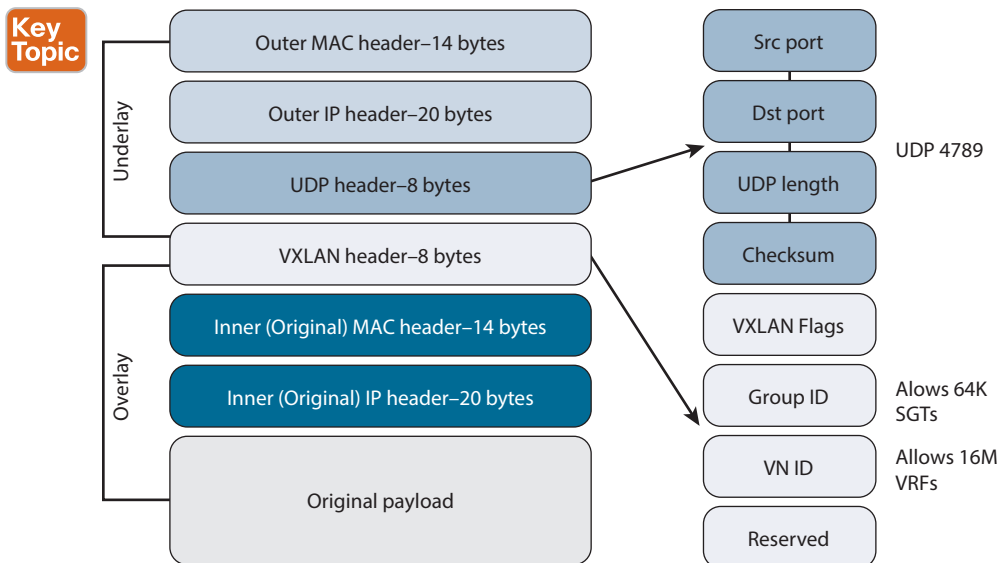 Key
Topic
Underlay
Outer MAC header–14 bytes
Outer IP header–20 bytes
UDP header–8 bytes
VXLAN header–8 bytes
Overlay
Inner (Original) MAC header–14 bytes
Inner (Original) IP header–20 bytes
Original payload
Src port
Dst port
UDP 4789
UDP length
Checksum
VXLAN Flags
Group ID
Alows 64K
SGTs
VN ID
Allows 16M
VRFs
Reserved